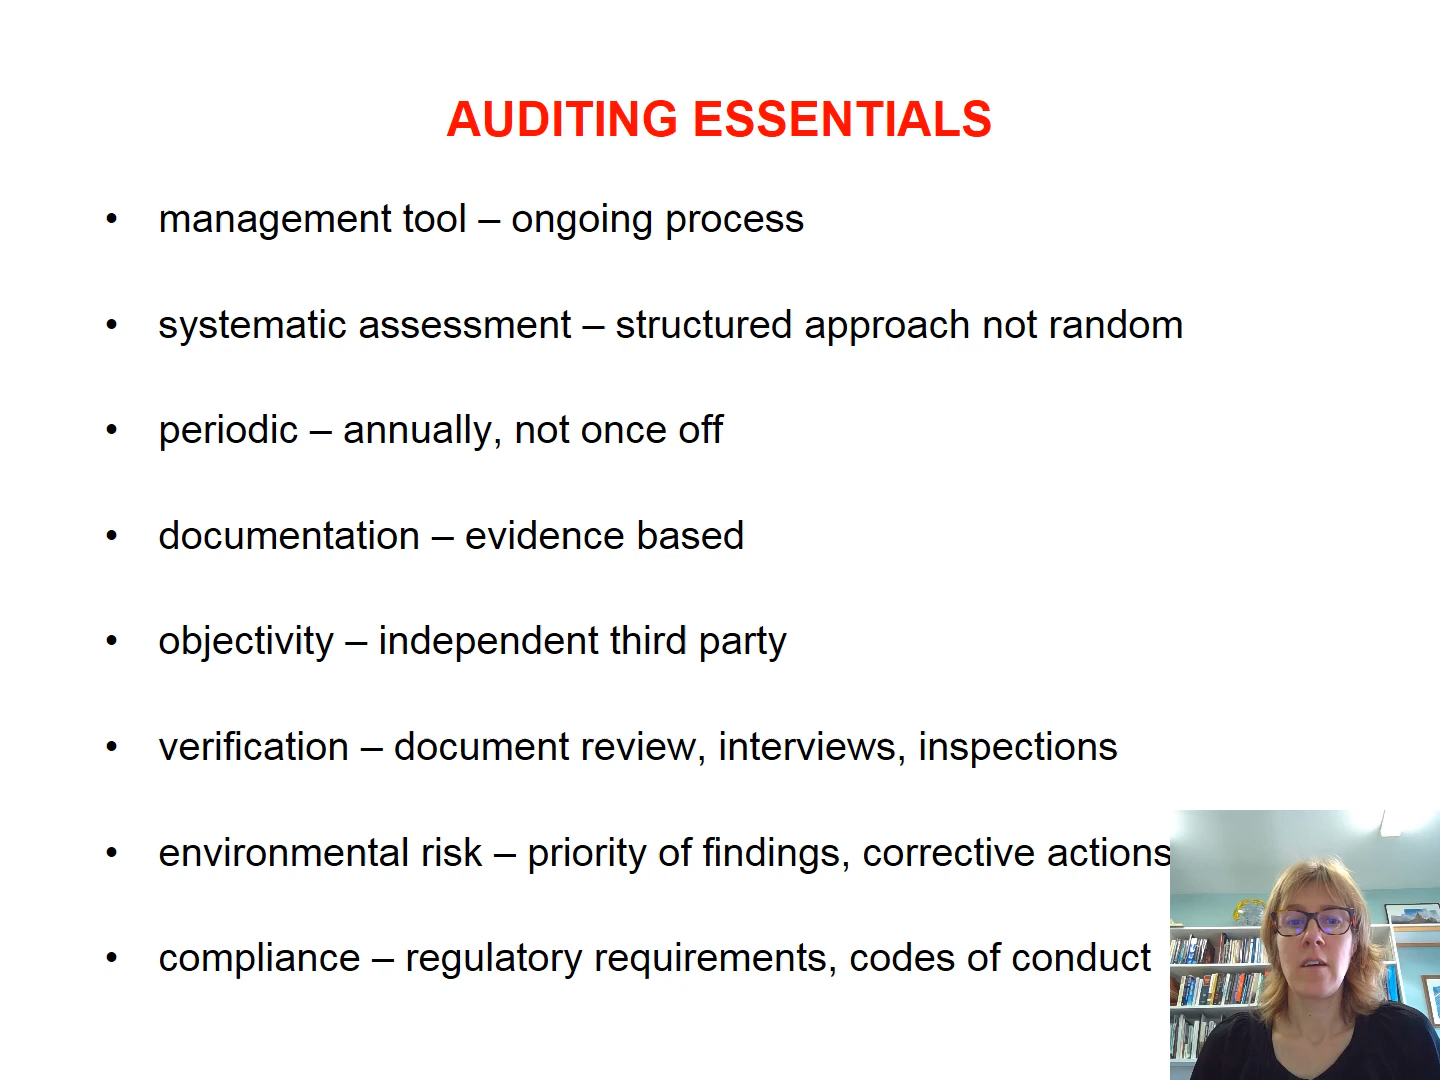 AUDITING ESSENTIALS
• management tool – ongoing process
• systematic assessment – structured approach not random
• periodic – annually, not once off
• documentation – evidence based
• objectivity – independent third party
• verification – document review, interviews, inspections
• environmental risk – priority of findings, corrective actions
• compliance – regulatory requirements, codes of conduct